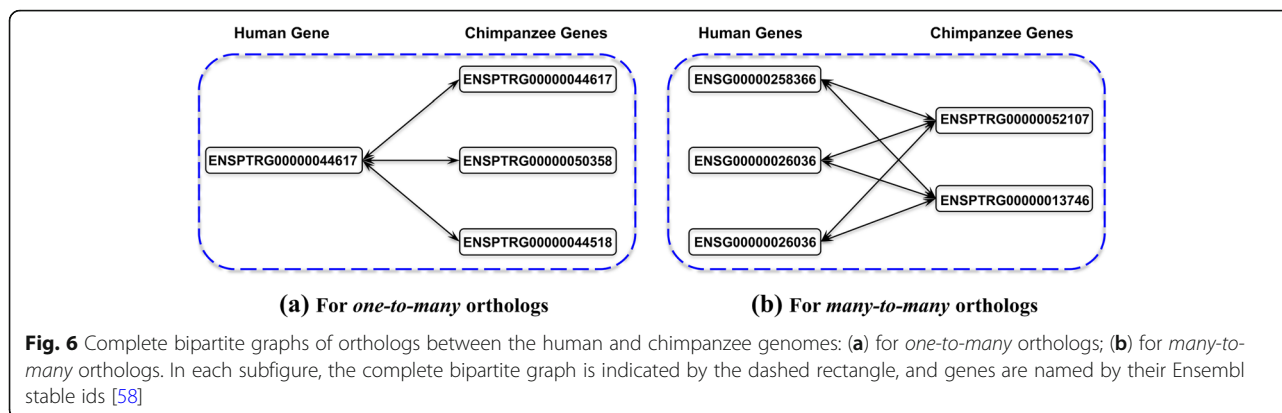 Human Gene
Chimpanzee Genes
ENSPTRG00000044617
ENSPTRG00000044617
ENSPTRG00000050358
ENSPTRG00000044518
(a) For one-to-many orthologs
Human Genes
Chimpanzee Genes
ENSG00000258366
ENSPTRG00000052107
ENSG00000026036
ENSPTRG00000013746
ENSG00000026036
(b) For many-to-many orthologs
Fig. 6 Complete bipartite graphs of orthologs between the human and chimpanzee genomes: (a) for one-to-many orthologs; (b) for many-to-
many orthologs. In each subfigure, the complete bipartite graph is indicated by the dashed rectangle, and genes are named by their Ensembl
stable ids [58]